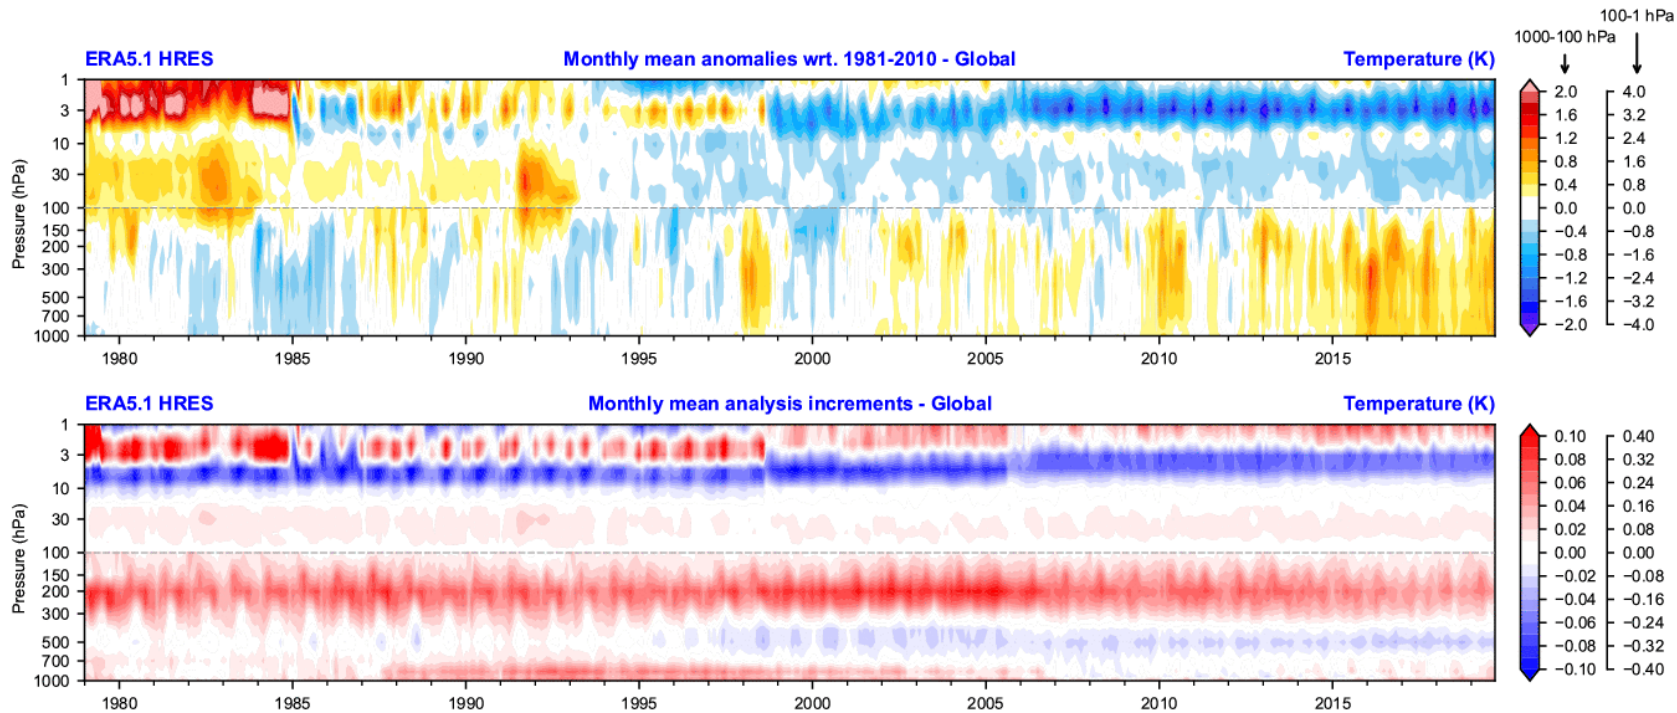 100-1 hPa
1000-100 hPa
ERA5.1 HRES Monthly mean anomalies wrt. 1981-2010 - Global Temperature (K)
1 2.0 4.0
3 1.6 3.2
10 1.2 2.4
30 0.8 1.6
100 0.4 0.8
150 0.0 0.0
200 −0.4 −0.8
300 −0.8 −1.6
500 −1.2 −2.4
700 −1.6 −3.2
1000 −2.0 −4.0
Pressure (hPa)
1980 1985 1990 1995 2000 2005 2010 2015
ERA5.1 HRES Monthly mean analysis increments - Global Temperature (K)
1 0.10 0.40
3 0.08 0.32
10 0.06 0.24
30 0.04 0.16
100 0.02 0.08
150 0.00 0.00
200 −0.02 −0.08
300 −0.04 −0.16
500 −0.06 −0.24
700 −0.08 −0.32
1000 −0.10 −0.40
Pressure (hPa)
1980 1985 1990 1995 2000 2005 2010 2015